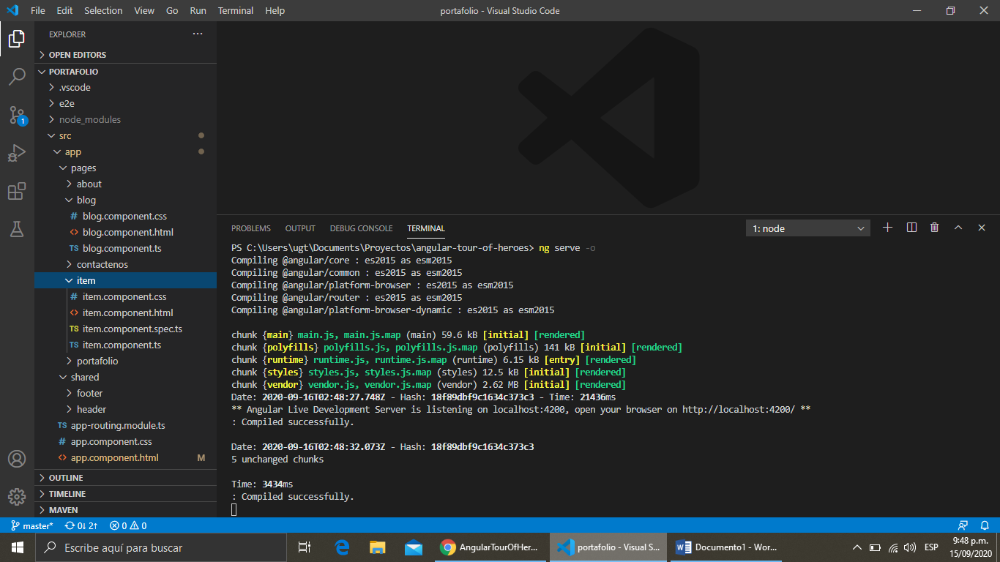 File Edit Selection View Go Run Terminal Help
portafolio - Visual Studio Code
EXPLORER
OPEN EDITORS
PORTAFOLIO
.vscode
e2e
node_modules
src
app
pages
about
blog
# blog.component.css
<> blog.component.html
TS blog.component.ts
contactenos
item
# item.component.css
<> item.component.html
TS item.component.spec.ts
TS item.component.ts
portafolio
shared
footer
header
TS app-routing.module.ts
# app.component.css
<> app.component.html M
OUTLINE
TIMELINE
MAVEN
1
PROBLEMS OUTPUT DEBUG CONSOLE TERMINAL
1: node
PS C:\Users\ugt\Documents\Proyectos\angular-tour-of-heroes> ng serve -o
Compiling @angular/core : es2015 as esm2015
Compiling @angular/common : es2015 as esm2015
Compiling @angular/platform-browser : es2015 as esm2015
Compiling @angular/router : es2015 as esm2015
Compiling @angular/platform-browser-dynamic : es2015 as esm2015
chunk {main} main.js, main.js.map (main) 59.6 kB [initial] [rendered]
chunk {polyfills} polyfills.js, polyfills.js.map (polyfills) 141 kB [initial] [rendered]
chunk {runtime} runtime.js, runtime.js.map (runtime) 6.15 kB [entry] [rendered]
chunk {styles} styles.js, styles.js.map (styles) 12.5 kB [initial] [rendered]
chunk {vendor} vendor.js, vendor.js.map (vendor) 2.62 MB [initial] [rendered]
Date: 2020-09-16T02:48:27.748Z - Hash: 18f89dbf9c1634c373c3 - Time: 21436ms
** Angular Live Development Server is listening on localhost:4200, open your browser on http://localhost:4200/ **
: Compiled successfully.
Date: 2020-09-16T02:48:32.073Z - Hash: 18f89dbf9c1634c373c3
5 unchanged chunks
Time: 3434ms
: Compiled successfully.
master* 0↓ 2↑ 0 0
Escribe aquí para buscar
AngularTourOfHer...
portafolio - Visual S...
Documento1 - Wor...
ESP
9:48 p.m.
15/09/2020